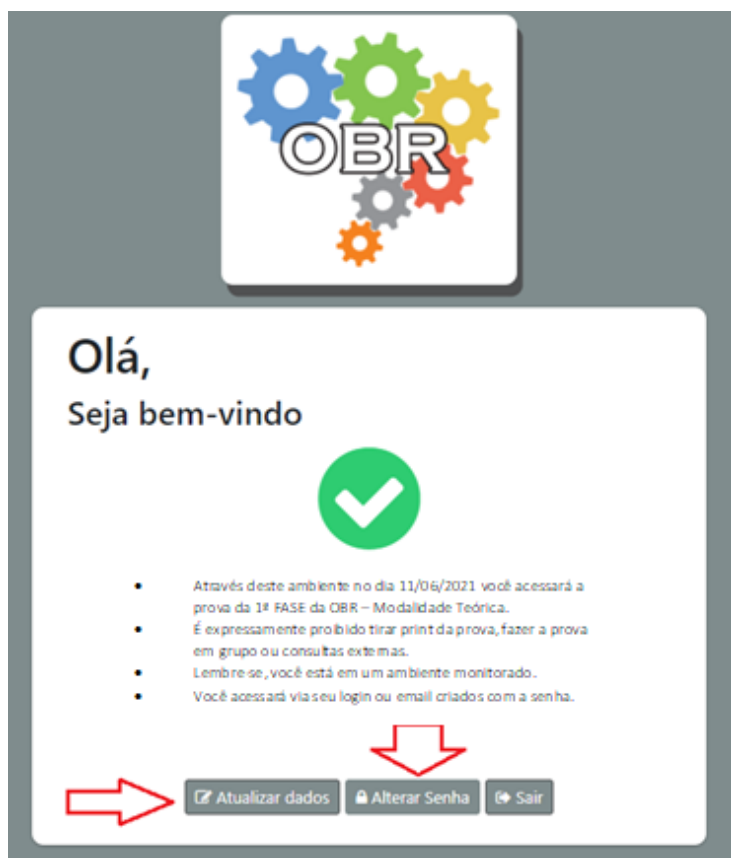 OBR
Olá,
Seja bem-vindo
• Através deste ambiente no dia 11/06/2021 você acessará a
prova da 1ª FASE da OBR – Modalidade Teórica.
• É expressamente proibido tirar print da prova, fazer a prova
em grupo ou consultas externas.
• Lembre-se, você está em um ambiente monitorado.
• Você acessará via seu login ou email criados com a senha.
Atualizar dados Alterar Senha Sair